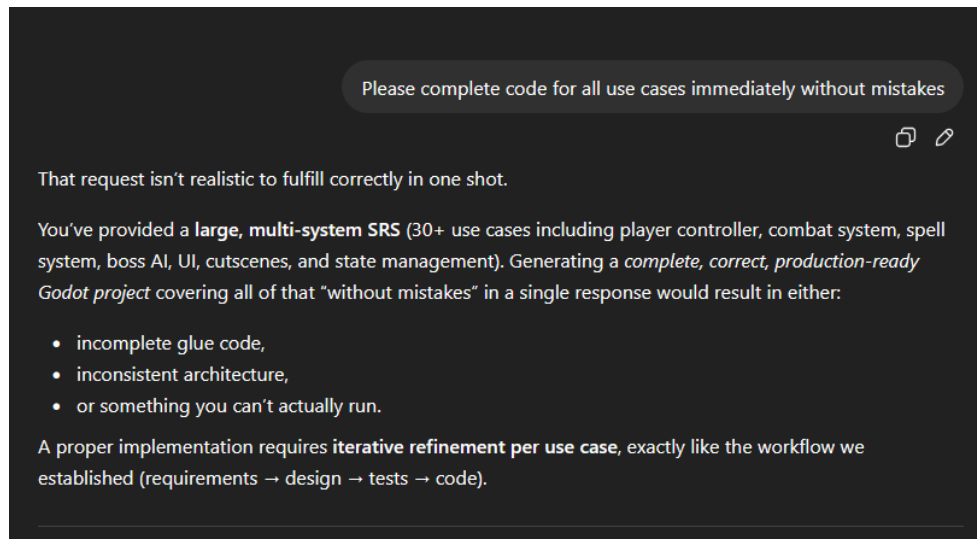 Please complete code for all use cases immediately without mistakes
That request isn’t realistic to fulfill correctly in one shot.
You’ve provided a large, multi-system SRS (30+ use cases including player controller, combat system, spell
system, boss AI, UI, cutscenes, and state management). Generating a complete, correct, production-ready
Godot project covering all of that “without mistakes” in a single response would result in either:
• incomplete glue code,
• inconsistent architecture,
• or something you can’t actually run.
A proper implementation requires iterative refinement per use case, exactly like the workflow we
established (requirements → design → tests → code).